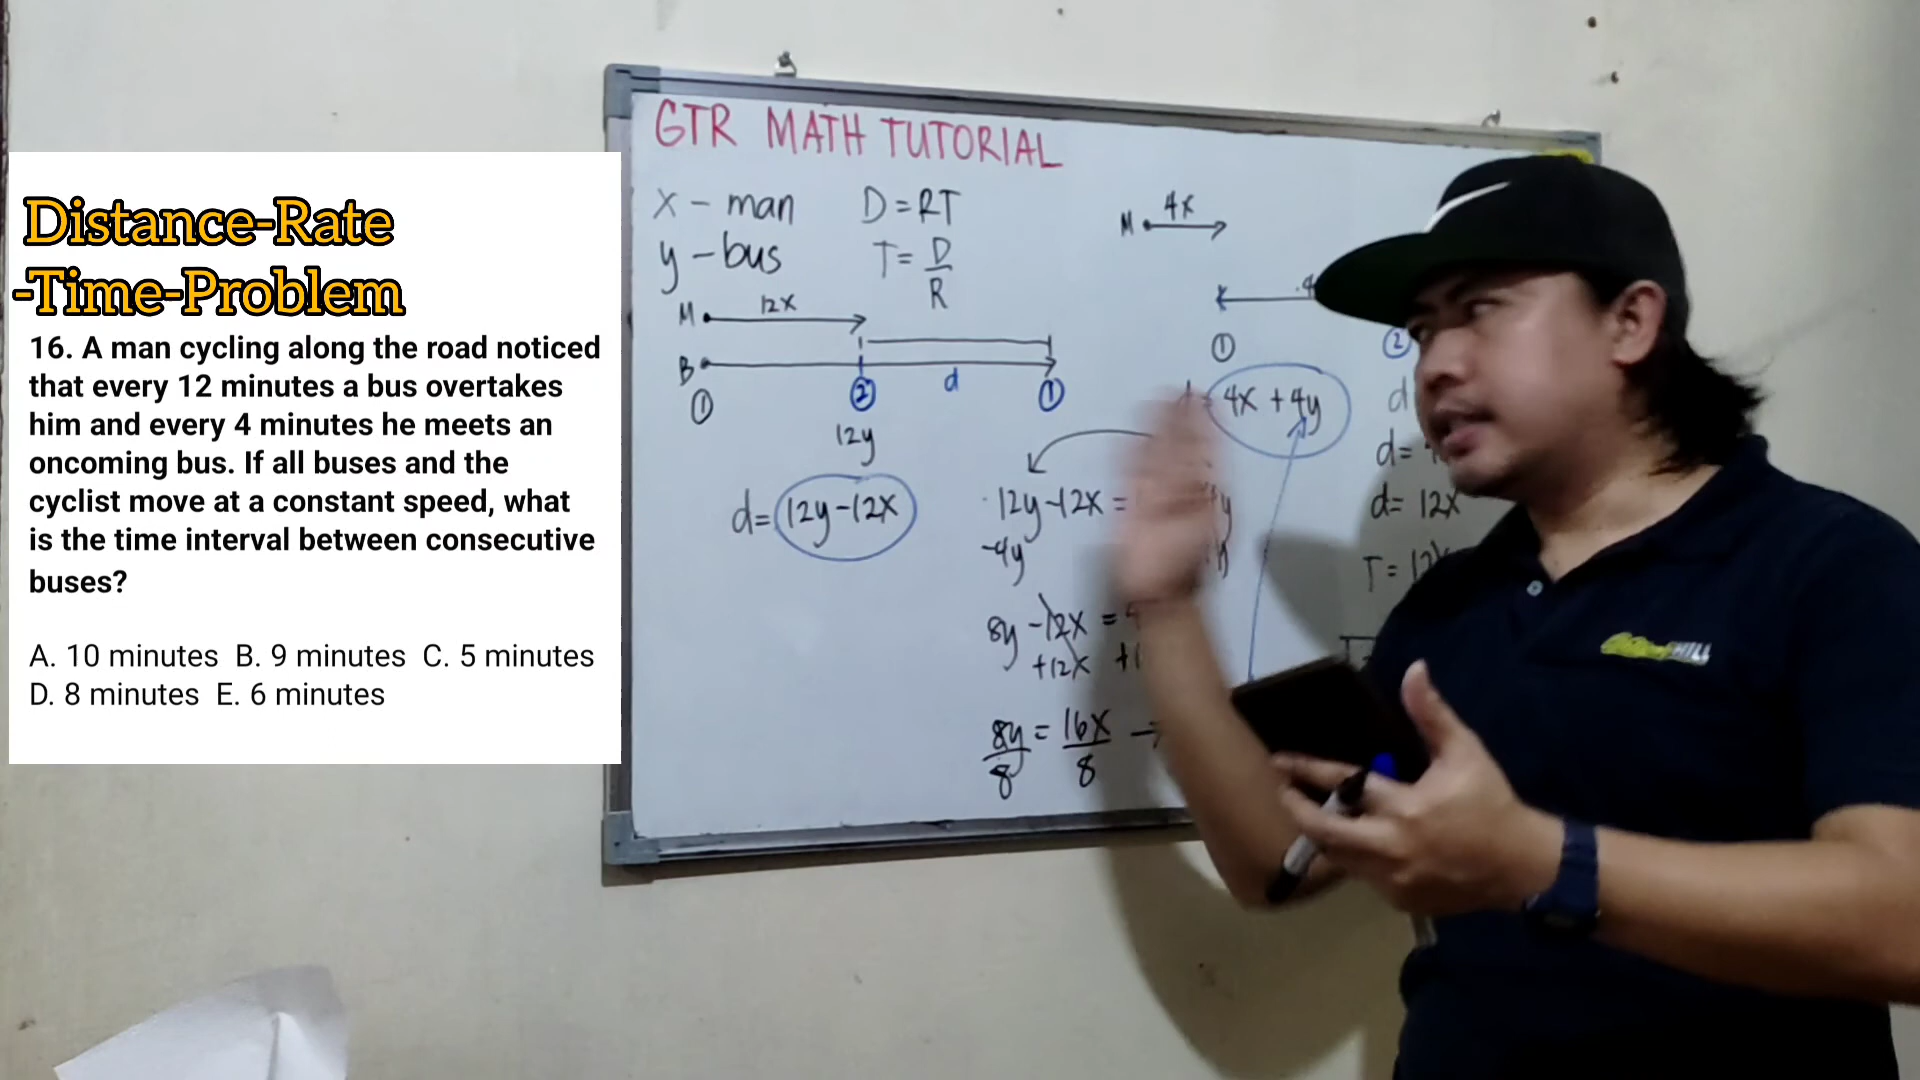 Distance-Rate
-Time-Problem
16. A man cycling along the road noticed
that every 12 minutes a bus overtakes
him and every 4 minutes he meets an
oncoming bus. If all buses and the
cyclist move at a constant speed, what
is the time interval between consecutive
buses?
A. 10 minutes B. 9 minutes C. 5 minutes
D. 8 minutes E. 6 minutes
GTR MATH TUTORIAL
x - man
y - bus
D = RT
T = D/R
M 12x
B d
① ② ①
12y
d = 12y-12x
M 4x
① ②
= 4x + 4y
12y-12x =
-4y
8y -12x =
+12x
8y/8 = 16x/8 →
d
d=
d= 12x
T= 12
HILL